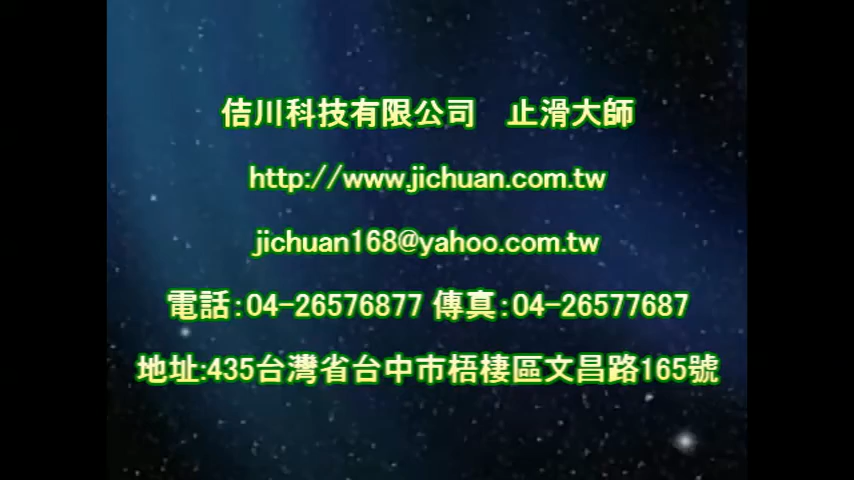 佶川科技有限公司　止滑大師
http://www.jichuan.com.tw
jichuan168@yahoo.com.tw
電話:04-26576877 傳真:04-26577687
地址:435台灣省台中市梧棲區文昌路165號